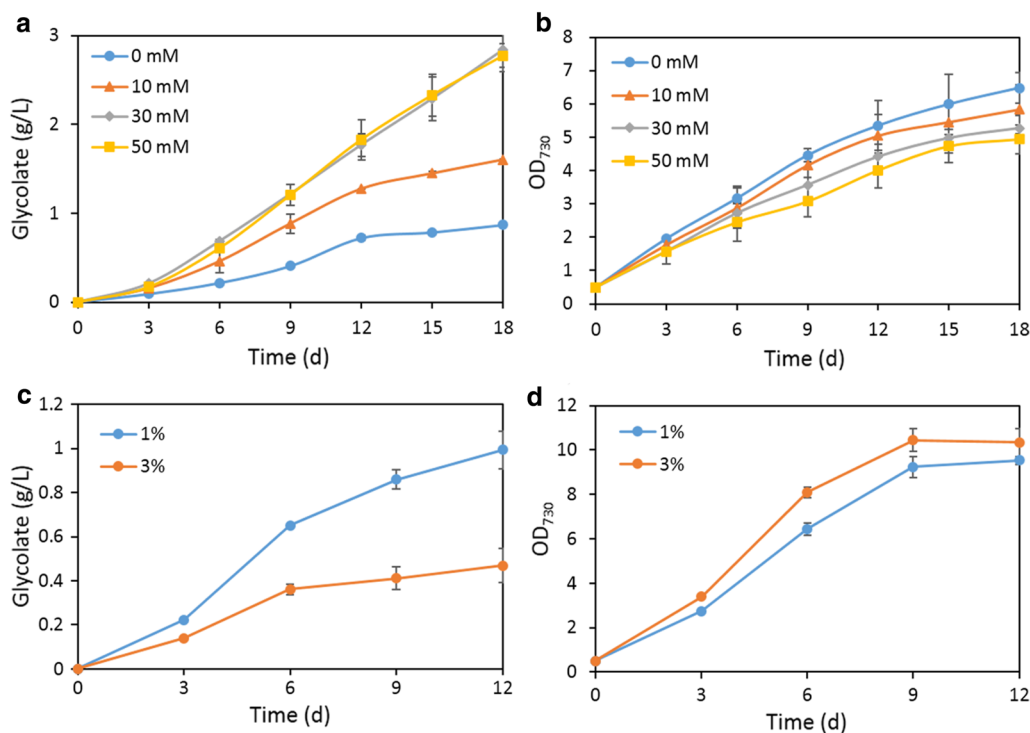 a
Glycolate (g/L)
3
2
1
0
0 mM
10 mM
30 mM
50 mM
0 3 6 9 12 15 18
Time (d)
b
OD730
8
7
6
5
4
3
2
1
0
0 mM
10 mM
30 mM
50 mM
0 3 6 9 12 15 18
Time (d)
c
Glycolate (g/L)
1.2
1
0.8
0.6
0.4
0.2
0
1%
3%
0 3 6 9 12
Time (d)
d
OD730
12
10
8
6
4
2
0
1%
3%
0 3 6 9 12
Time (d)